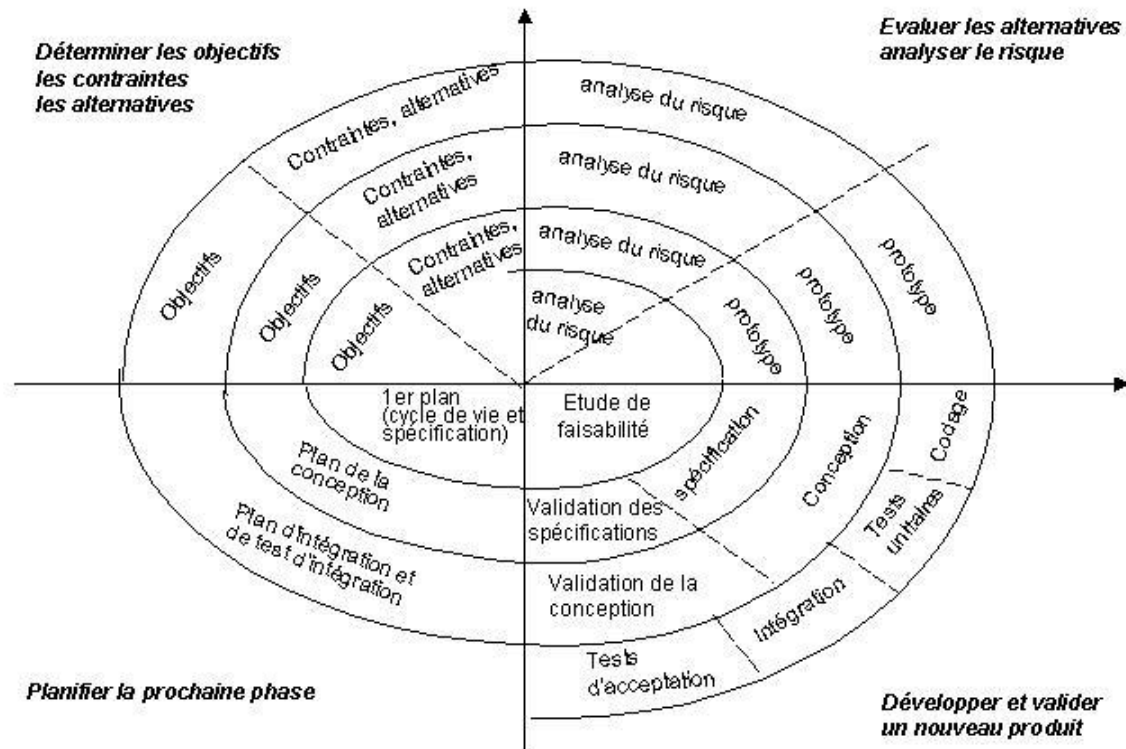 Déterminer les objectifs
les contraintes
les alternatives
Evaluer les alternatives
analyser le risque
Contraintes, alternatives
analyse du risque
Contraintes,
alternatives
analyse du risque
Contraintes,
alternatives
analyse du risque
analyse
du risque
Objectifs
Objectifs
Objectifs
prototype
prototype
prototype
1er plan
(cycle de vie et
spécification)
Etude de
faisabilité
spécification
Conception
Codage
Plan de la
conception
Validation des
spécifications
Tests
unitaires
Plan d'intégration et
de test d'intégration
Validation de la
conception
Intégration
Tests
d'acceptation
Planifier la prochaine phase
Développer et valider
un nouveau produit